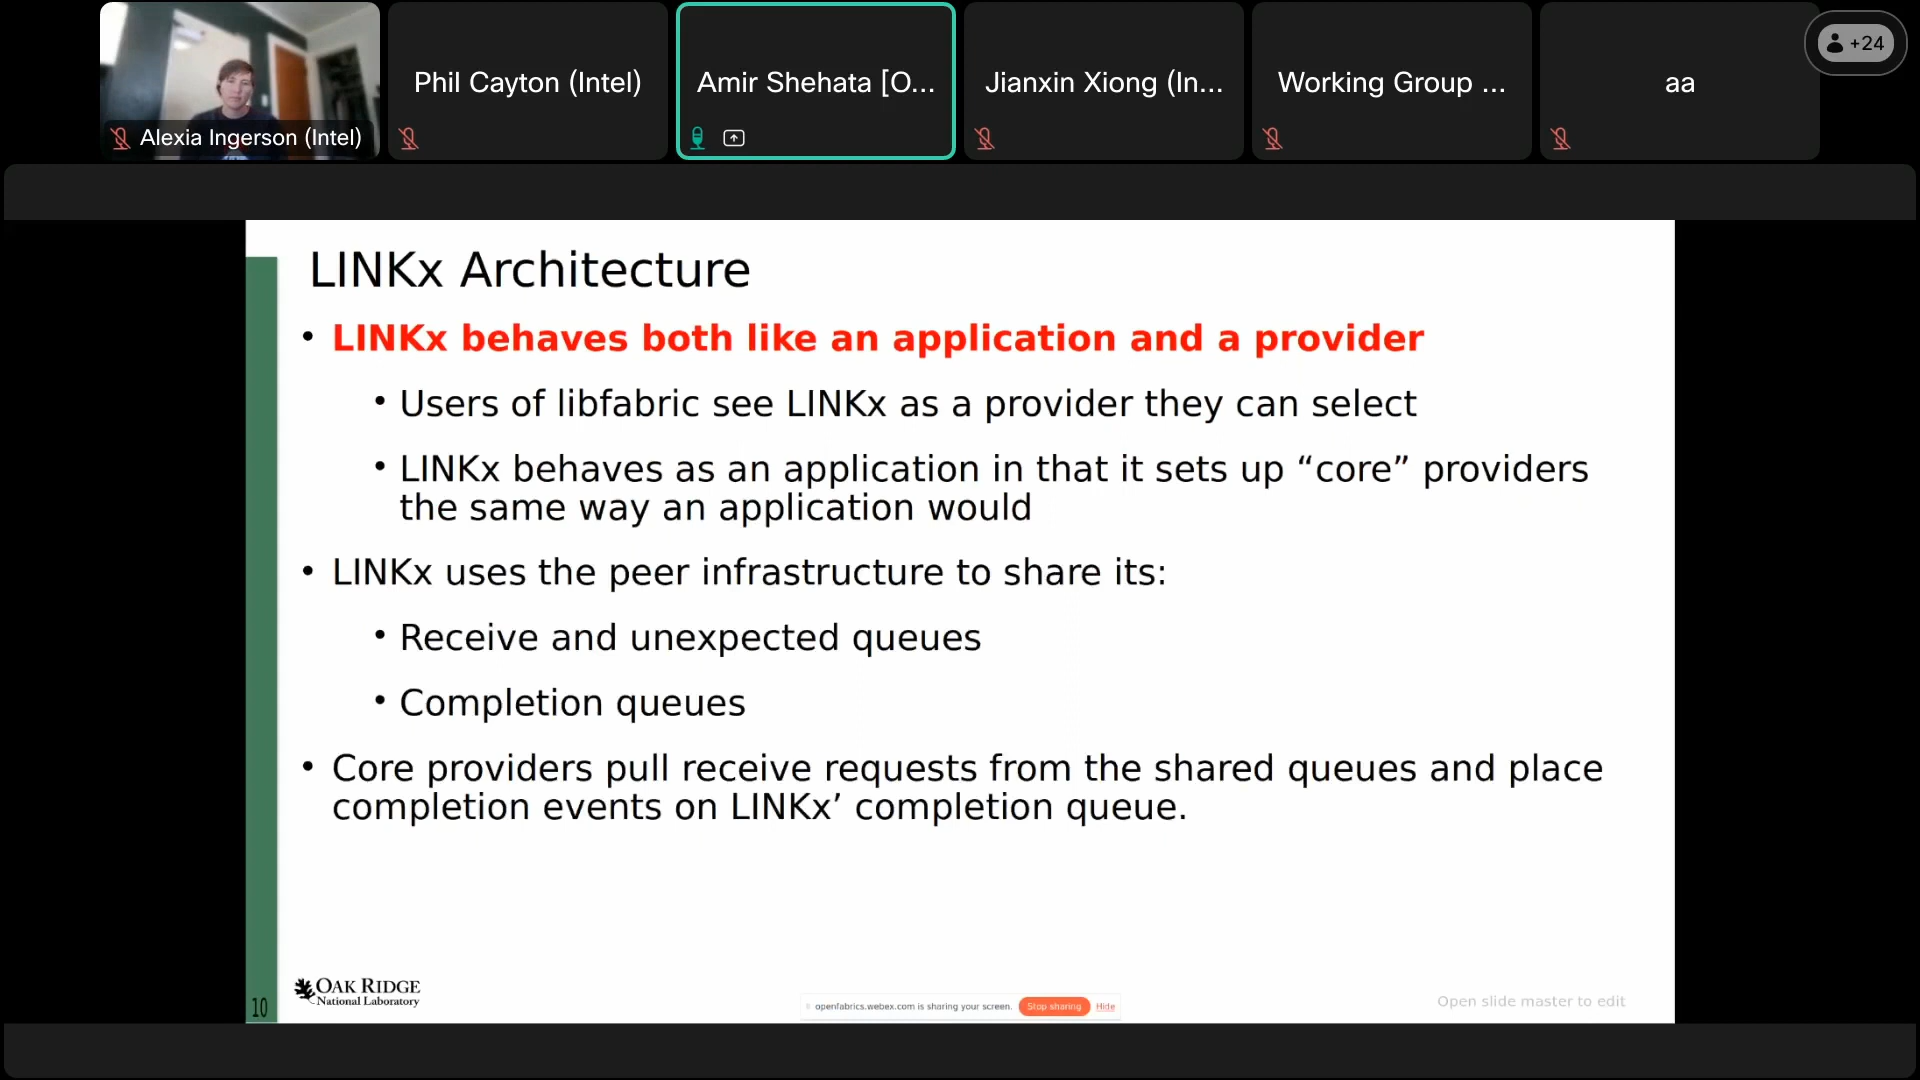 Alexia Ingerson (Intel)
Phil Cayton (Intel)
Amir Shehata [O...
Jianxin Xiong (In...
Working Group ...
aa
+24
LINKx Architecture
• LINKx behaves both like an application and a provider
• Users of libfabric see LINKx as a provider they can select
• LINKx behaves as an application in that it sets up “core” providers
the same way an application would
• LINKx uses the peer infrastructure to share its:
• Receive and unexpected queues
• Completion queues
• Core providers pull receive requests from the shared queues and place
completion events on LINKx’ completion queue.
10
OAK RIDGE
National Laboratory
openfabrics.webex.com is sharing your screen. Stop sharing Hide
Open slide master to edit